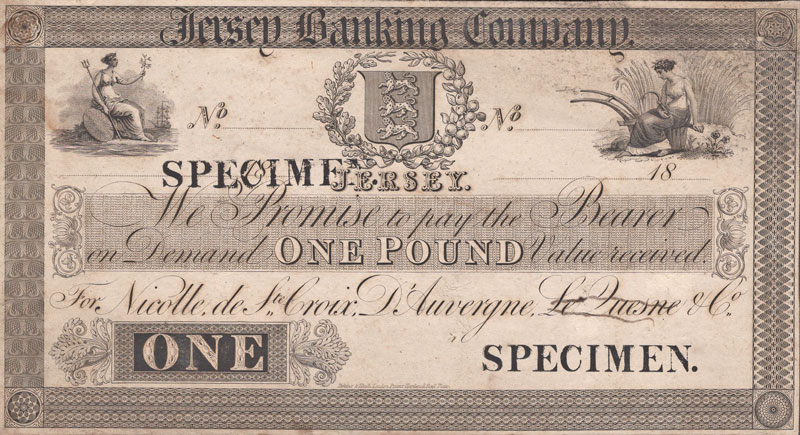 Jersey Banking Company.
No No
SPECIMEN.
JERSEY.
18
We Promise to pay the Bearer
on Demand ONE POUND Value received.
For, Nicolle, de Ste. Croix, D'Auvergne, Le Quesne & Co.
ONE
SPECIMEN.